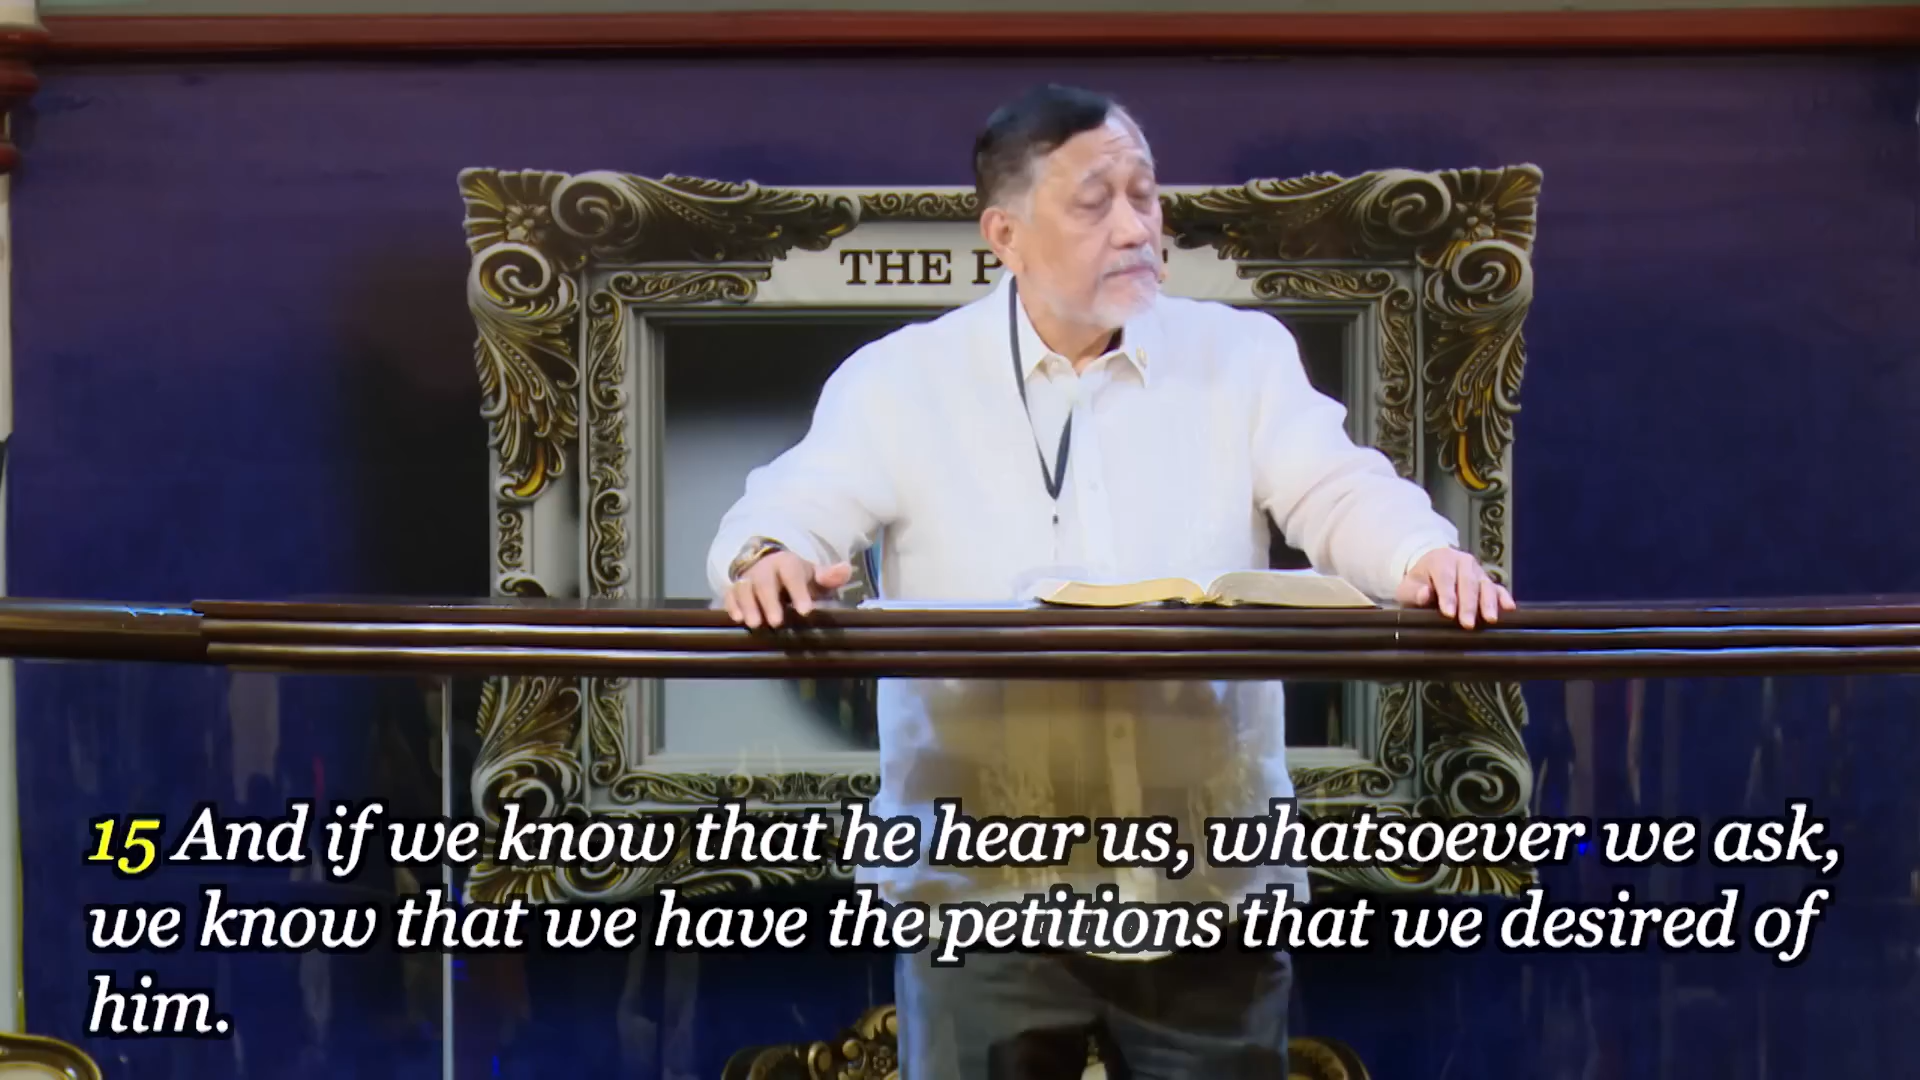 THE P
15 And if we know that he hear us, whatsoever we ask,
we know that we have the petitions that we desired of
him.